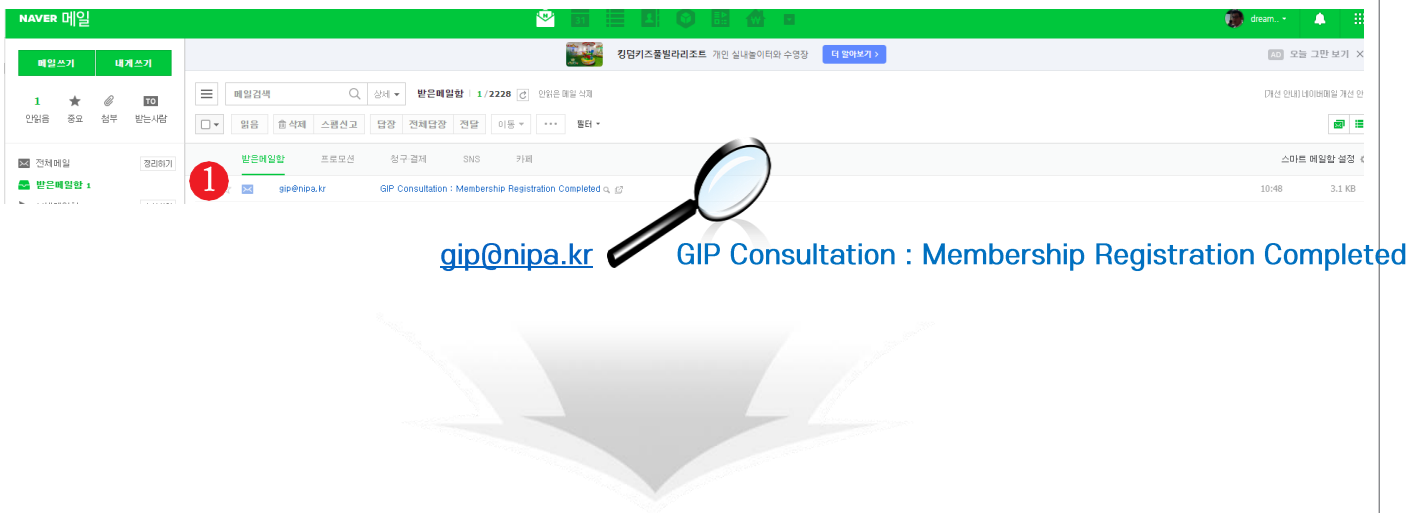 NAVER 메일
31
dream..
메일쓰기
내게쓰기
킹덤키즈풀빌라리조트 개인 실내놀이터와 수영장 더 알아보기 >
AD 오늘 그만 보기 ×
1
TO
안읽음 중요 첨부 받는사람
메일검색 상세 받은메일함 1 / 2228 안읽은 메일 삭제
[개선 안내] 네이버메일 개선 안
읽음 삭제 스팸신고 답장 전체답장 전달 이동 ··· 필터
전체메일 정리하기
받은메일함 1
1
받은메일함 프로모션 청구·결제 SNS 카페
스마트 메일함 설정
gip@nipa.kr GIP Consultation : Membership Registration Completed
10:48 3.1 KB
gip@nipa.kr GIP Consultation : Membership Registration Completed